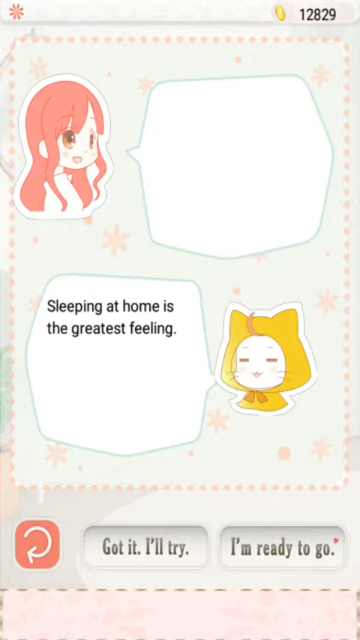 12829
Sleeping at home is
the greatest feeling.
Got it. I'll try.
I'm ready to go.